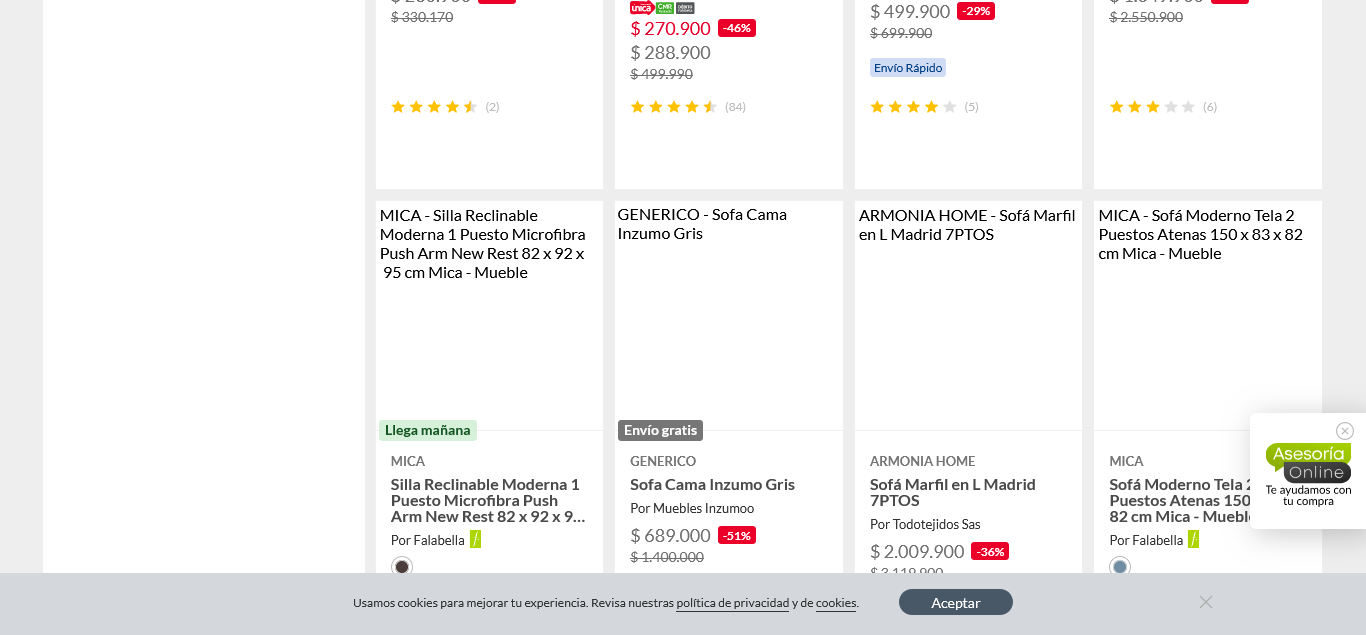 $ 330.170
única CMR
$ 270.900 -46%
$ 288.900
$ 499.990
$ 499.900 -29%
$ 699.900
Envío Rápido
$ 2.550.900
(2)
(84)
(5)
(6)
MICA - Silla Reclinable
Moderna 1 Puesto Microfibra
Push Arm New Rest 82 x 92 x
95 cm Mica - Mueble
GENERICO - Sofa Cama
Inzumo Gris
ARMONIA HOME - Sofá Marfil
en L Madrid 7PTOS
MICA - Sofá Moderno Tela 2
Puestos Atenas 150 x 83 x 82
cm Mica - Mueble
Llega mañana
MICA
Silla Reclinable Moderna 1
Puesto Microfibra Push
Arm New Rest 82 x 92 x 9...
Por Falabella
Envío gratis
GENERICO
Sofa Cama Inzumo Gris
Por Muebles Inzumoo
$ 689.000 -51%
$ 1.400.000
ARMONIA HOME
Sofá Marfil en L Madrid
7PTOS
Por Todotejidos Sas
$ 2.009.900 -36%
$ 3.119.900
MICA
Sofá Moderno Tela 2
Puestos Atenas 150
82 cm Mica - Mueble
Por Falabella
Asesoría
Online
Te ayudamos con
tu compra
Usamos cookies para mejorar tu experiencia. Revisa nuestras política de privacidad y de cookies.
Aceptar